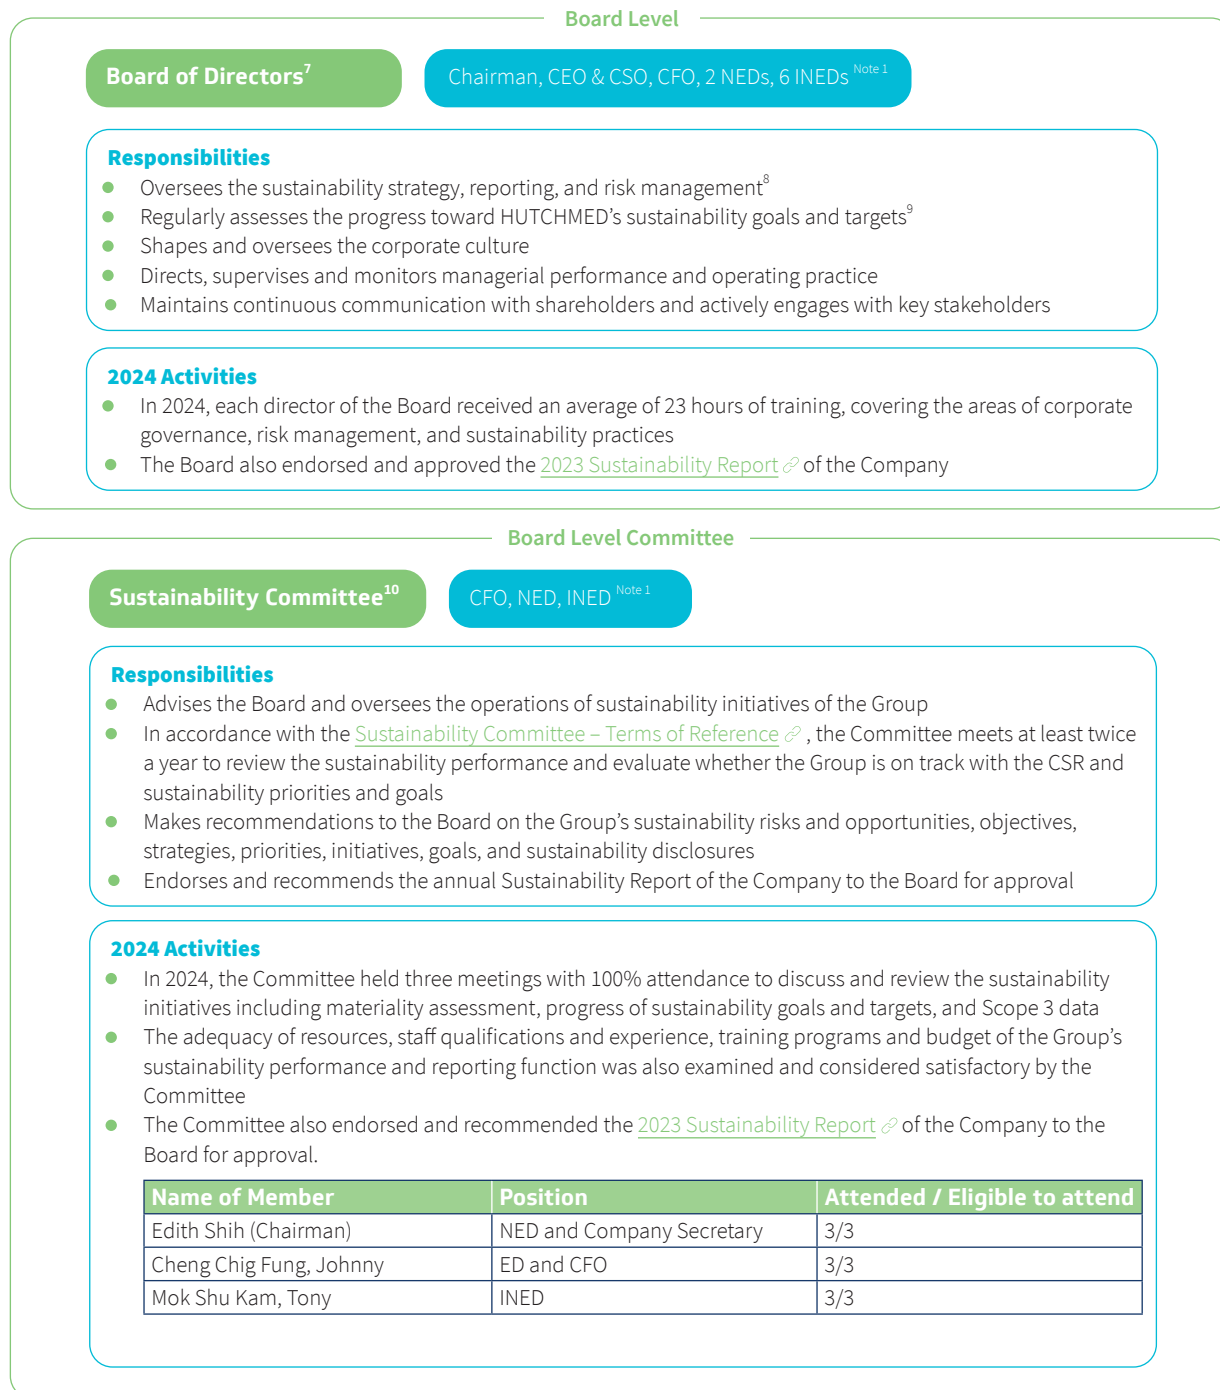 Board Level
Board of Directors7
Chairman, CEO & CSO, CFO, 2 NEDs, 6 INEDs Note 1
Responsibilities
● Oversees the sustainability strategy, reporting, and risk management8
● Regularly assesses the progress toward HUTCHMED’s sustainability goals and targets9
● Shapes and oversees the corporate culture
● Directs, supervises and monitors managerial performance and operating practice
● Maintains continuous communication with shareholders and actively engages with key stakeholders
2024 Activities
● In 2024, each director of the Board received an average of 23 hours of training, covering the areas of corporate
governance, risk management, and sustainability practices
● The Board also endorsed and approved the 2023 Sustainability Report of the Company
Board Level Committee
Sustainability Committee10
CFO, NED, INED Note 1
Responsibilities
● Advises the Board and oversees the operations of sustainability initiatives of the Group
● In accordance with the Sustainability Committee – Terms of Reference , the Committee meets at least twice
a year to review the sustainability performance and evaluate whether the Group is on track with the CSR and
sustainability priorities and goals
● Makes recommendations to the Board on the Group’s sustainability risks and opportunities, objectives,
strategies, priorities, initiatives, goals, and sustainability disclosures
● Endorses and recommends the annual Sustainability Report of the Company to the Board for approval
2024 Activities
● In 2024, the Committee held three meetings with 100% attendance to discuss and review the sustainability
initiatives including materiality assessment, progress of sustainability goals and targets, and Scope 3 data
● The adequacy of resources, staff qualifications and experience, training programs and budget of the Group’s
sustainability performance and reporting function was also examined and considered satisfactory by the
Committee
● The Committee also endorsed and recommended the 2023 Sustainability Report of the Company to the
Board for approval.
Name of Member Position Attended / Eligible to attend
Edith Shih (Chairman) NED and Company Secretary 3/3
Cheng Chig Fung, Johnny ED and CFO 3/3
Mok Shu Kam, Tony INED 3/3